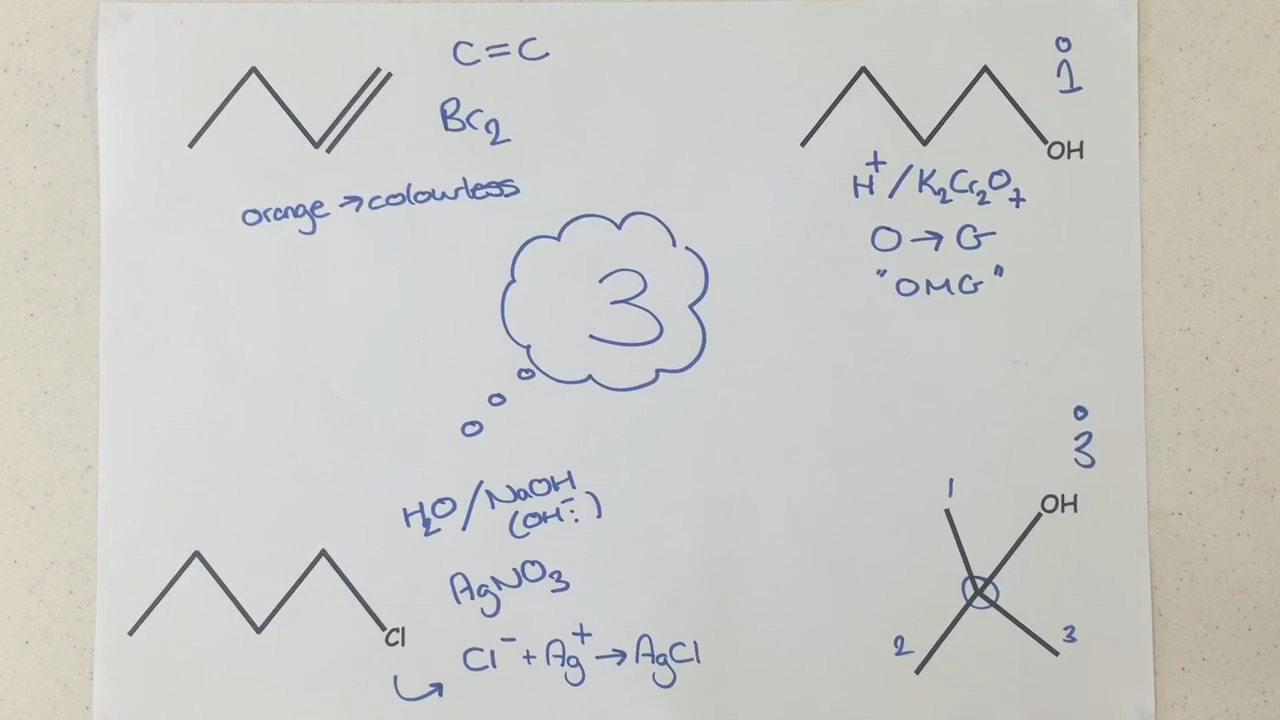 C=C
Br₂
orange → colourless
1°
OH
H⁺/K₂Cr₂O₇
O → G
"OMG"
3
H₂O/NaOH
(OH⁻:)
AgNO₃
Cl
Cl⁻ + Ag⁺ → AgCl
3°
1
OH
2
3